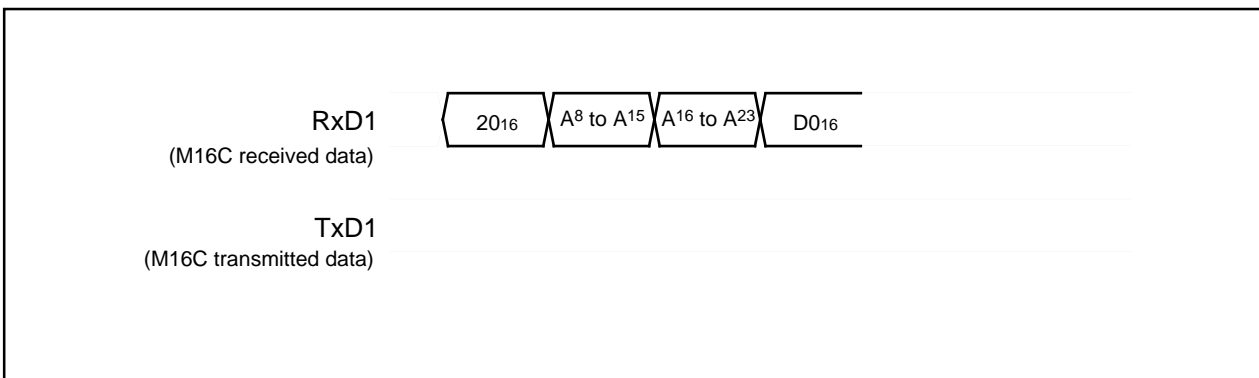 RxD1
(M16C received data)
2016
A8 to A15
A16 to A23
D016
TxD1
(M16C transmitted data)